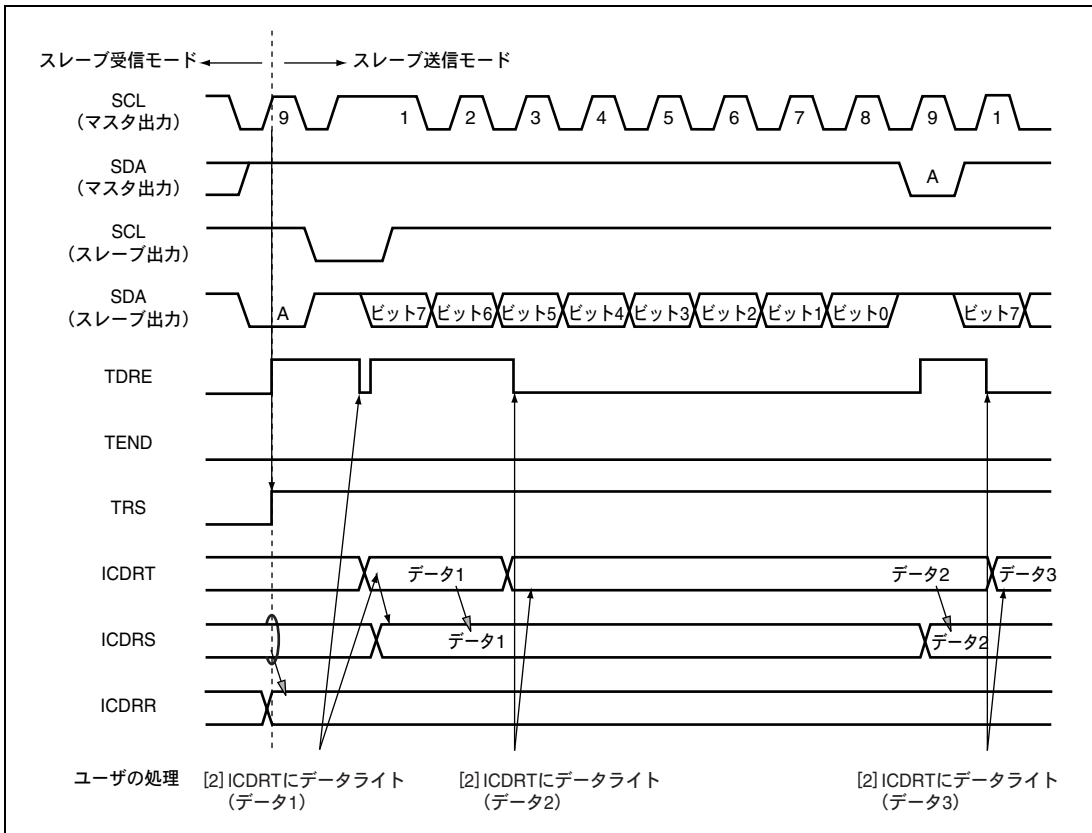 スレーブ受信モード スレーブ送信モード
SCL
（マスタ出力）
9 1 2 3 4 5 6 7 8 9 1
SDA
（マスタ出力）
A
SCL
（スレーブ出力）
SDA
（スレーブ出力）
A ビット7 ビット6 ビット5 ビット4 ビット3 ビット2 ビット1 ビット0 ビット7
TDRE
TEND
TRS
ICDRT
データ1 データ2 データ3
ICDRS
データ1 データ2
ICDRR
ユーザの処理 [2] ICDRTにデータライト [2] ICDRTにデータライト [2] ICDRTにデータライト
（データ1） （データ2） （データ3）